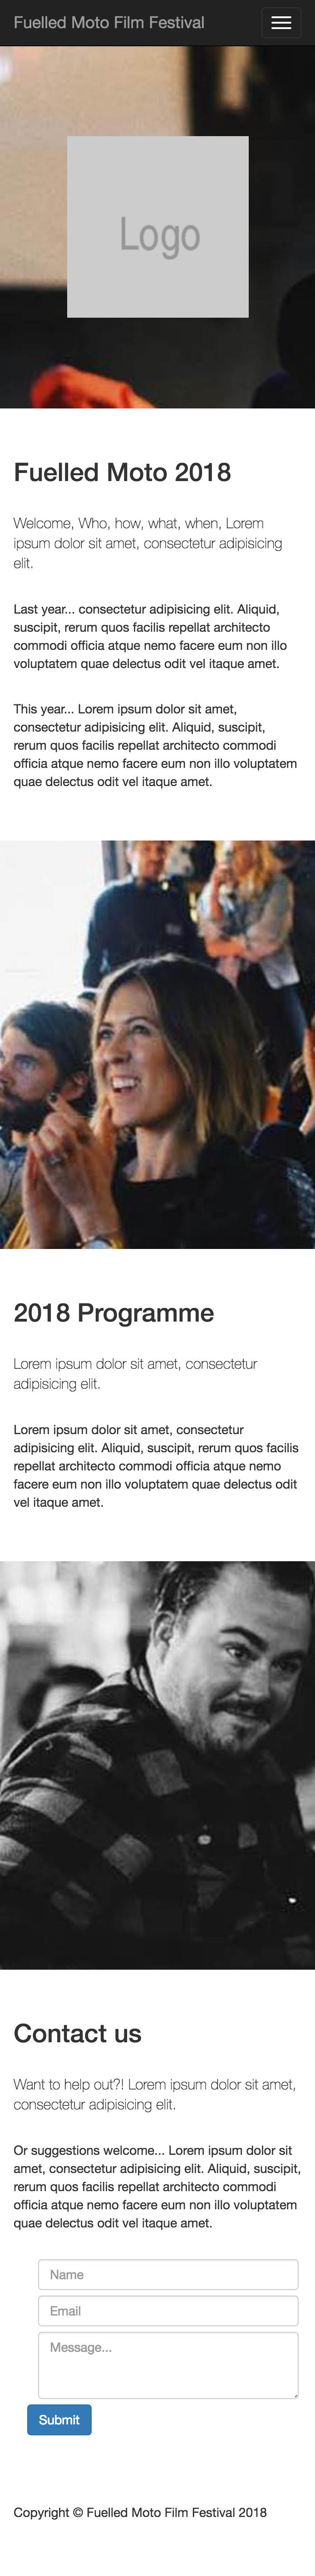 Fuelled Moto Film Festival
Logo
Fuelled Moto 2018
Welcome, Who, how, what, when, Lorem
ipsum dolor sit amet, consectetur adipisicing
elit.
Last year... consectetur adipisicing elit. Aliquid,
suscipit, rerum quos facilis repellat architecto
commodi officia atque nemo facere eum non illo
voluptatem quae delectus odit vel itaque amet.
This year... Lorem ipsum dolor sit amet,
consectetur adipisicing elit. Aliquid, suscipit,
rerum quos facilis repellat architecto commodi
officia atque nemo facere eum non illo voluptatem
quae delectus odit vel itaque amet.
2018 Programme
Lorem ipsum dolor sit amet, consectetur
adipisicing elit.
Lorem ipsum dolor sit amet, consectetur
adipisicing elit. Aliquid, suscipit, rerum quos facilis
repellat architecto commodi officia atque nemo
facere eum non illo voluptatem quae delectus odit
vel itaque amet.
Contact us
Want to help out?! Lorem ipsum dolor sit amet,
consectetur adipisicing elit.
Or suggestions welcome... Lorem ipsum dolor sit
amet, consectetur adipisicing elit. Aliquid, suscipit,
rerum quos facilis repellat architecto commodi
officia atque nemo facere eum non illo voluptatem
quae delectus odit vel itaque amet.
Name
Email
Message...
Submit
Copyright © Fuelled Moto Film Festival 2018